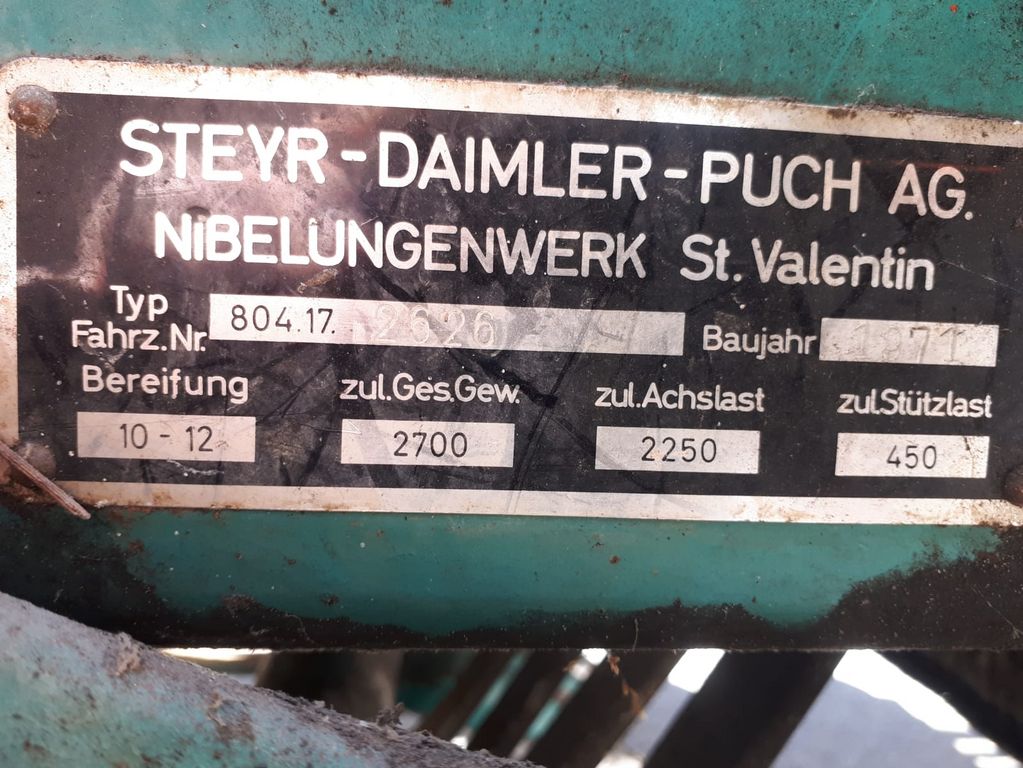 STEYR-DAIMLER-PUCH AG.
NiBELUNGENWERK St. Valentin
Typ
Fahrz.Nr. 804.17. 2626 Baujahr 1971
Bereifung zul.Ges.Gew. zul.Achslast zul.Stützlast
10-12 2700 2250 450